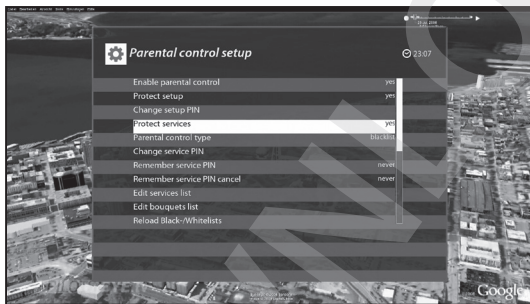 Parental control setup
23:07
Enable parental control yes
Protect setup yes
Change setup PIN
Protect services yes
Parental control type blacklist
Change service PIN
Remember service PIN never
Remember service PIN cancel never
Edit services list
Edit bouquets list
Reload Black-/Whitelists
Google